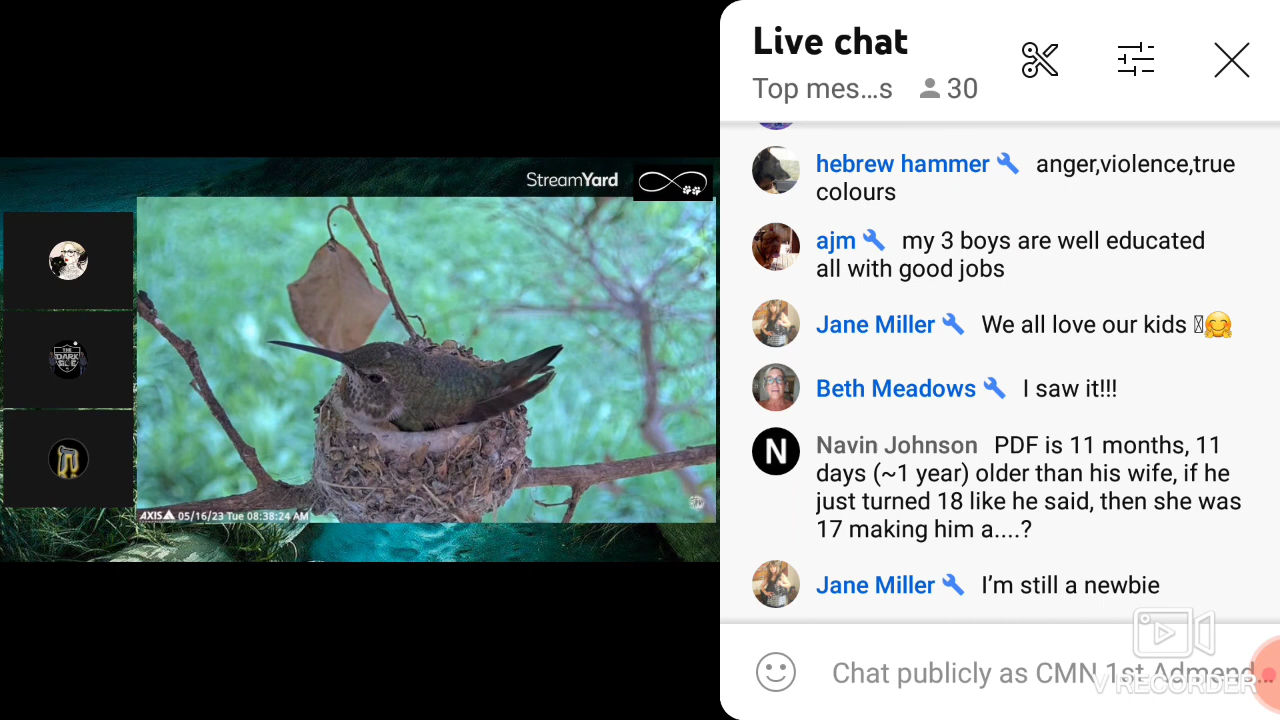 StreamYard
THE
DARK
SIDE
AXIS 05/16/23 Tue 08:38:24 AM
Live chat
Top mes...s 30
hebrew hammer anger,violence,true
colours
ajm my 3 boys are well educated
all with good jobs
Jane Miller We all love our kids 🤗
Beth Meadows I saw it!!!
N
Navin Johnson PDF is 11 months, 11
days (~1 year) older than his wife, if he
just turned 18 like he said, then she was
17 making him a....?
Jane Miller I’m still a newbie
Chat publicly as CMN 1st Admend...
V RECORDER